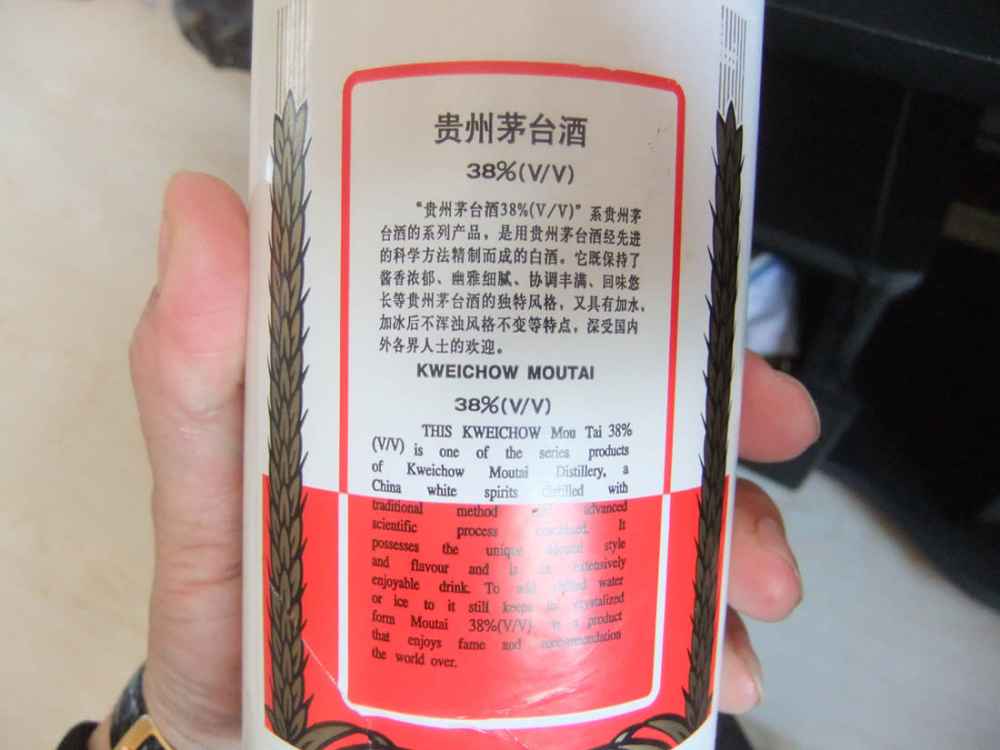 贵州茅台酒
38%(V/V)
“贵州茅台酒38%(V/V)”系贵州茅
台酒的系列产品，是用贵州茅台酒经先进
的科学方法精制而成的白酒。它既保持了
酱香浓郁、幽雅细腻、协调丰满、回味悠
长等贵州茅台酒的独特风格，又具有加水，
加冰后不浑浊风格不变等特点，深受国内
外各界人士的欢迎。
KWEICHOW MOUTAI
38%(V/V)
THIS KWEICHOW Mou Tai 38%
(V/V) is one of the series products
of Kweichow Moutai Distillery, a
China white spirits distilled with
traditional method advanced
scientific process combined. It
possesses the unique style
and flavour and is extensively
enjoyable drink. To add water
or ice to it still keeps crystalized
form Moutai 38%(V/V) is a product
that enjoys fame and recommendation
the world over.